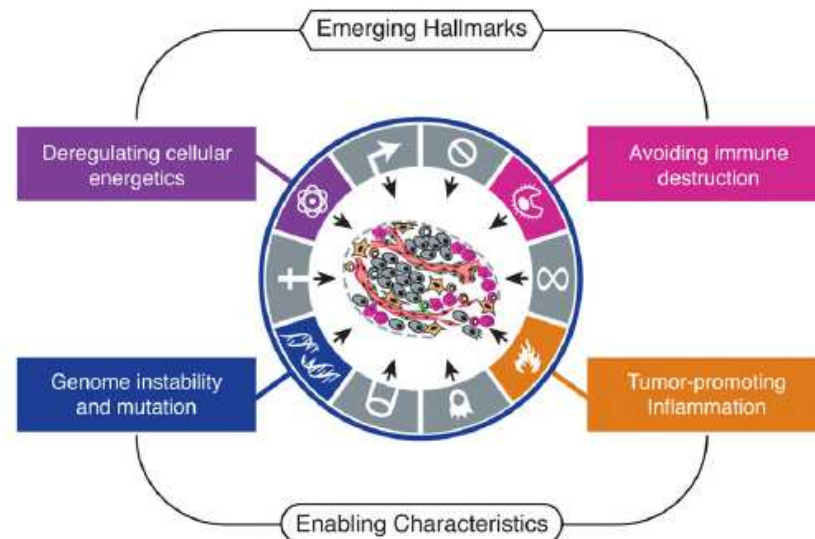 Emerging Hallmarks
Deregulating cellular
energetics
Avoiding immune
destruction
Genome instability
and mutation
Tumor-promoting
Inflammation
Enabling Characteristics